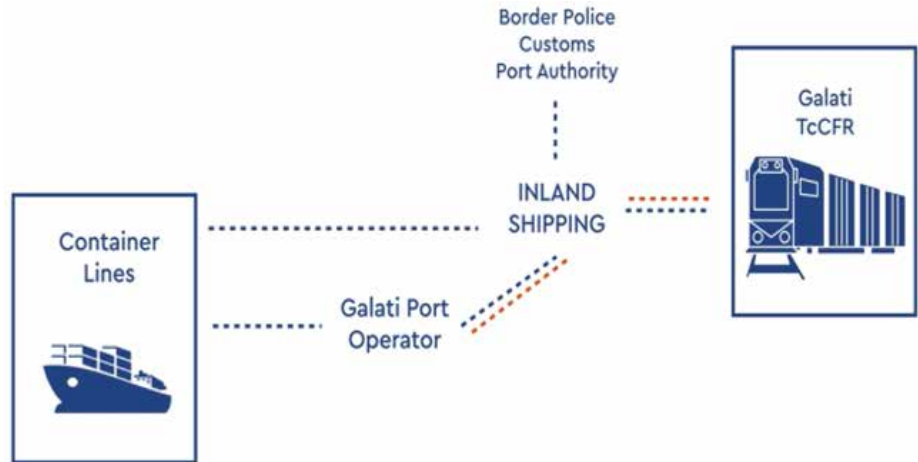 Border Police
Customs
Port Authority
Galati
TcCFR
INLAND
SHIPPING
Container
Lines
Galati Port
Operator